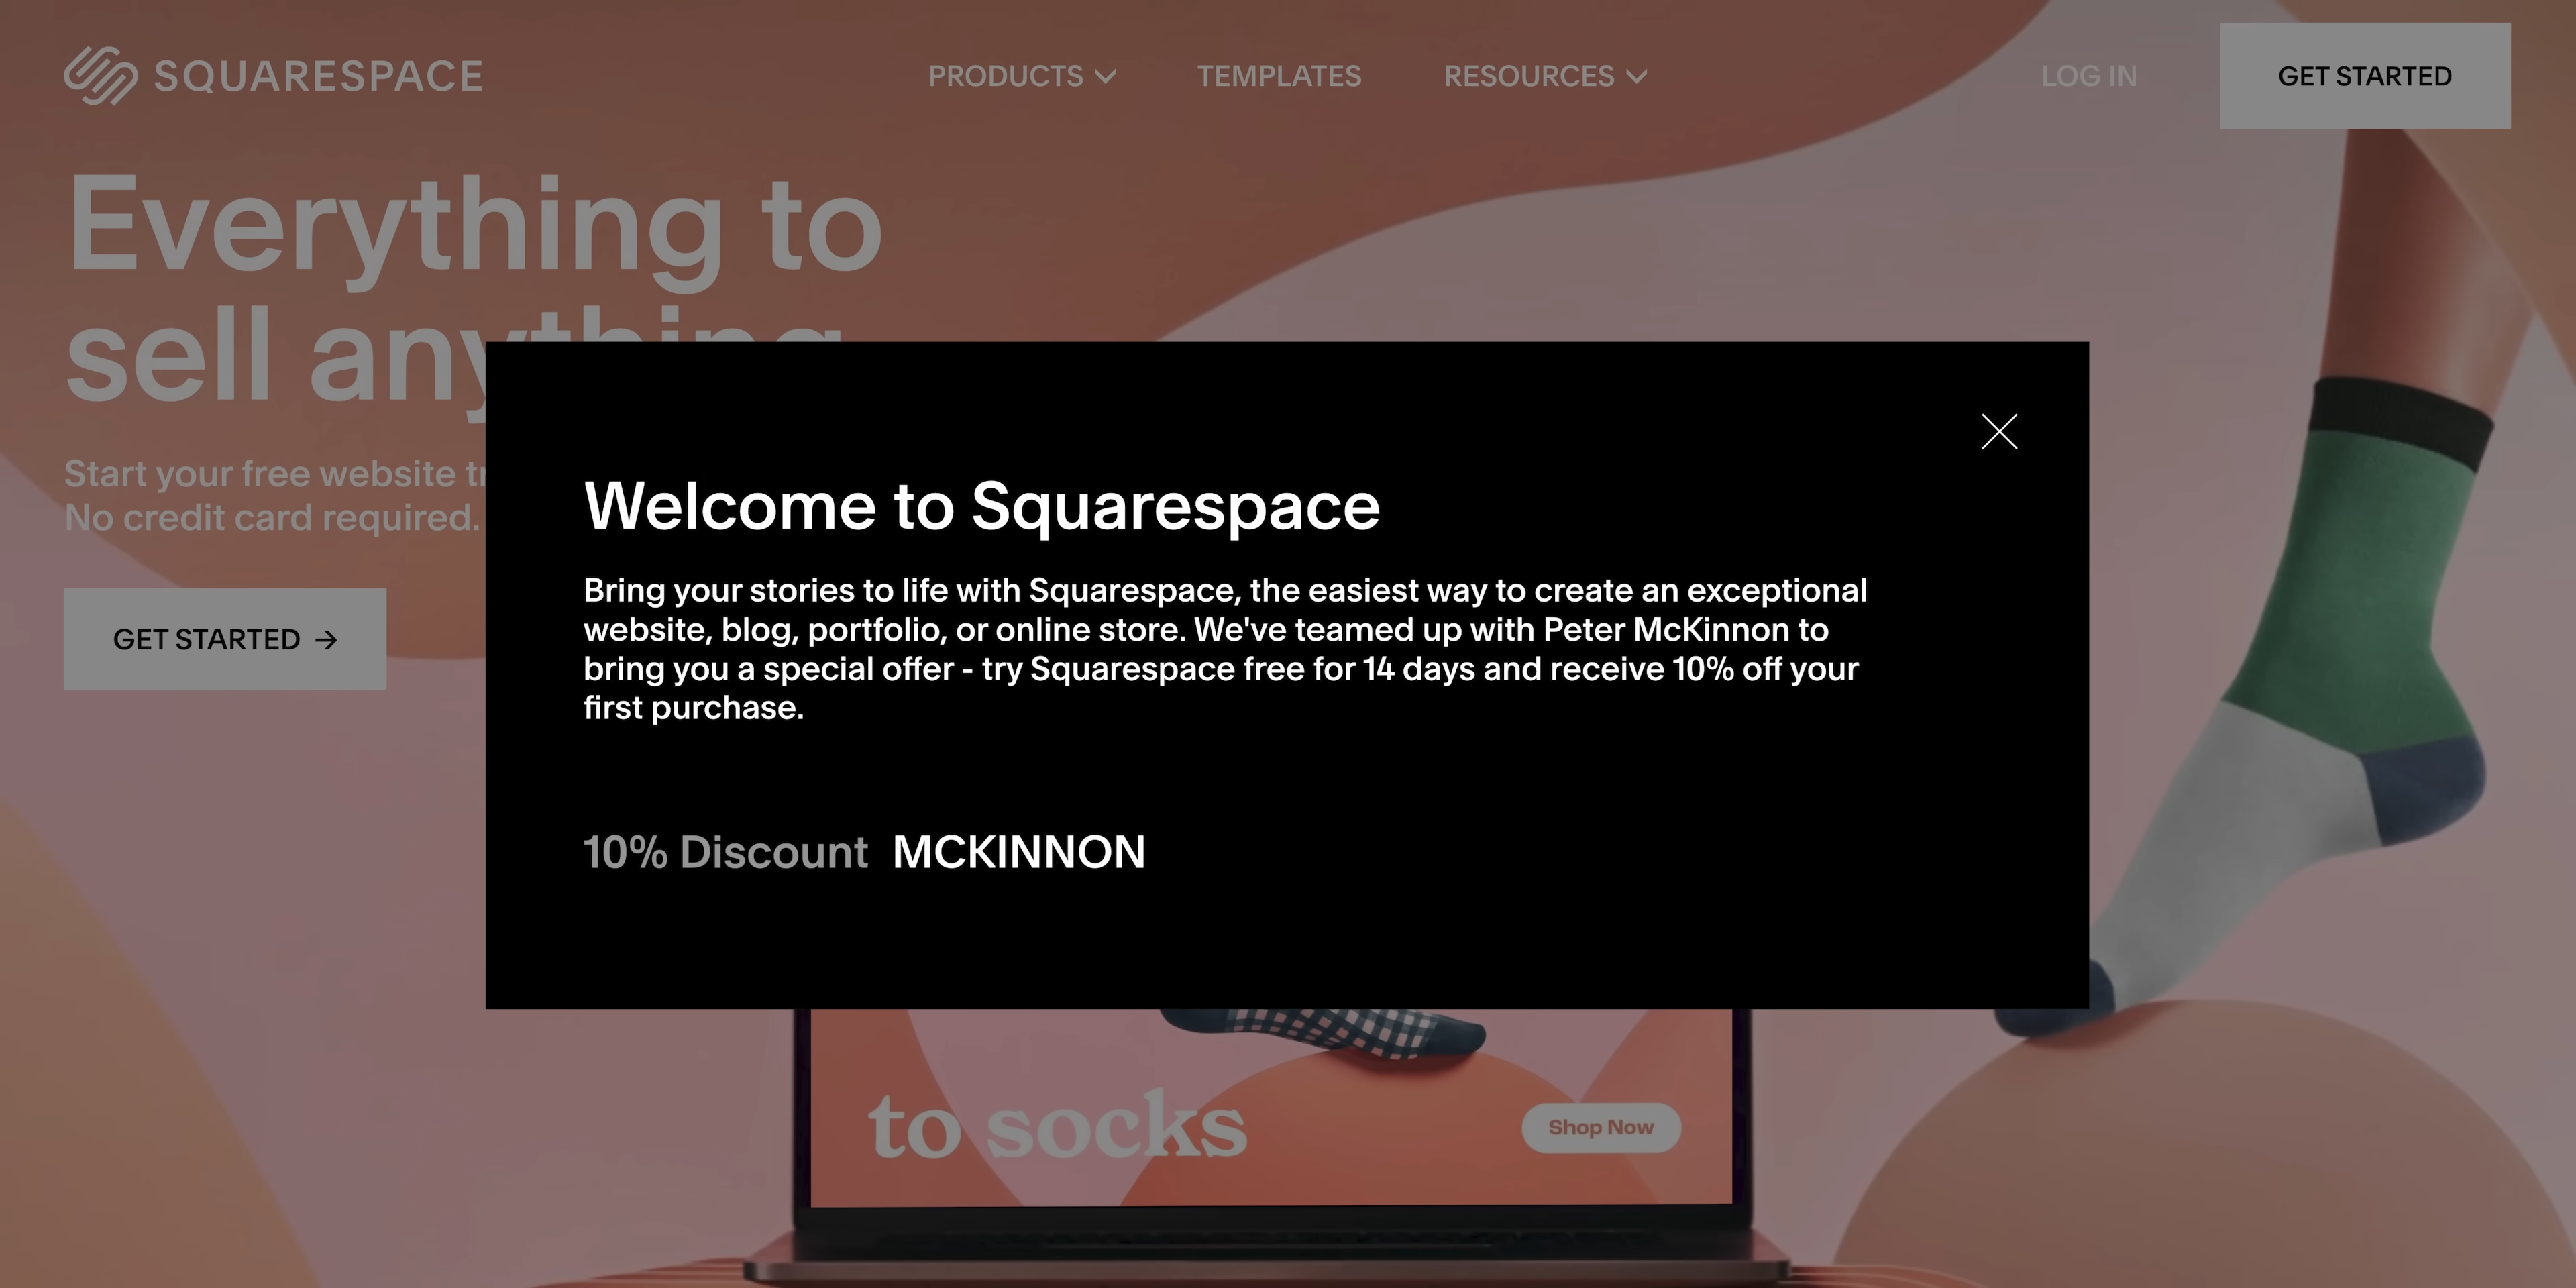 SQUARESPACE
PRODUCTS
TEMPLATES
RESOURCES
LOG IN
GET STARTED
Everything to
sell anything
Start your free website
No credit card required.
GET STARTED →
Welcome to Squarespace
Bring your stories to life with Squarespace, the easiest way to create an exceptional
website, blog, portfolio, or online store. We've teamed up with Peter McKinnon to
bring you a special offer - try Squarespace free for 14 days and receive 10% off your
first purchase.
10% Discount MCKINNON
to socks
Shop Now